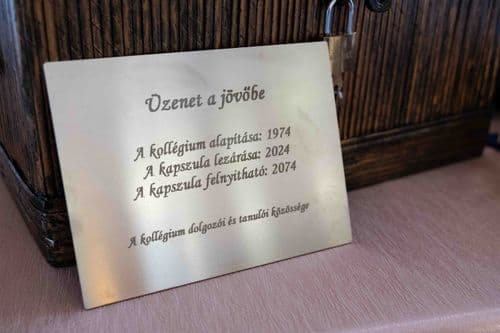 Üzenet a jövőbe
A kollégium alapítása: 1974
A kapszula lezárása: 2024
A kapszula felnyitható: 2074
A kollégium dolgozói és tanulói közössége